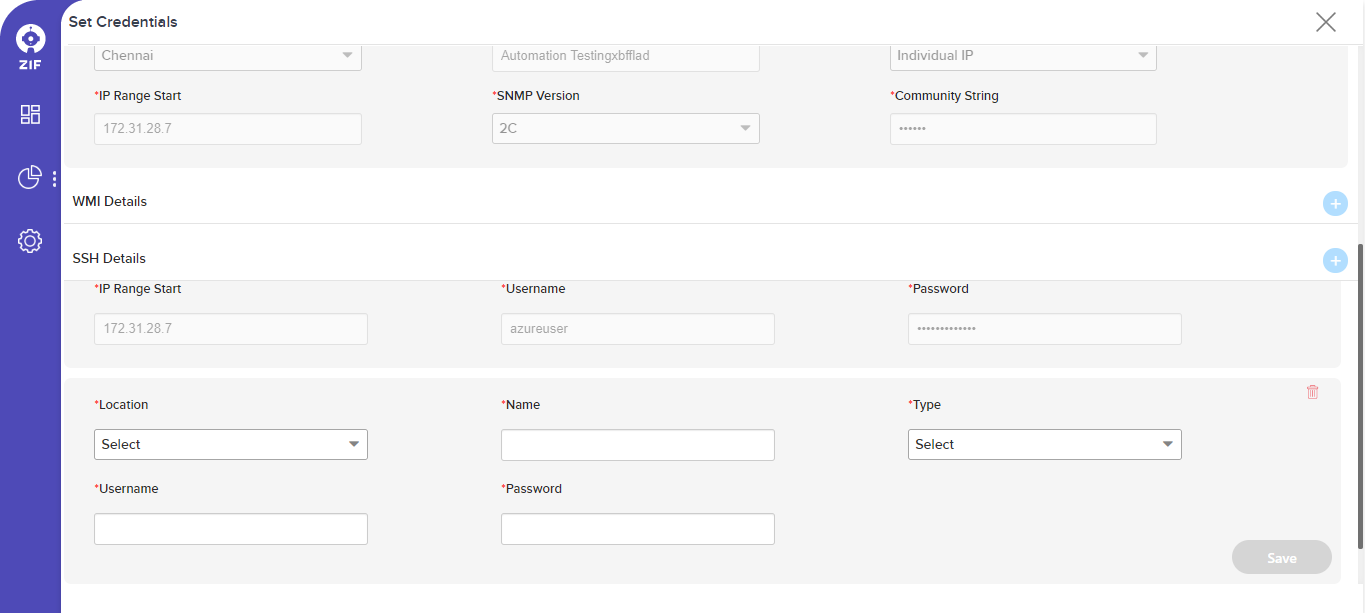 Set Credentials
ZIF
Chennai Automation Testingxbfflad Individual IP
*IP Range Start *SNMP Version *Community String
172.31.28.7 2C ••••••
WMI Details
SSH Details
*IP Range Start *Username *Password
172.31.28.7 azureuser •••••••••••••
*Location *Name *Type
Select Select
*Username *Password
Save